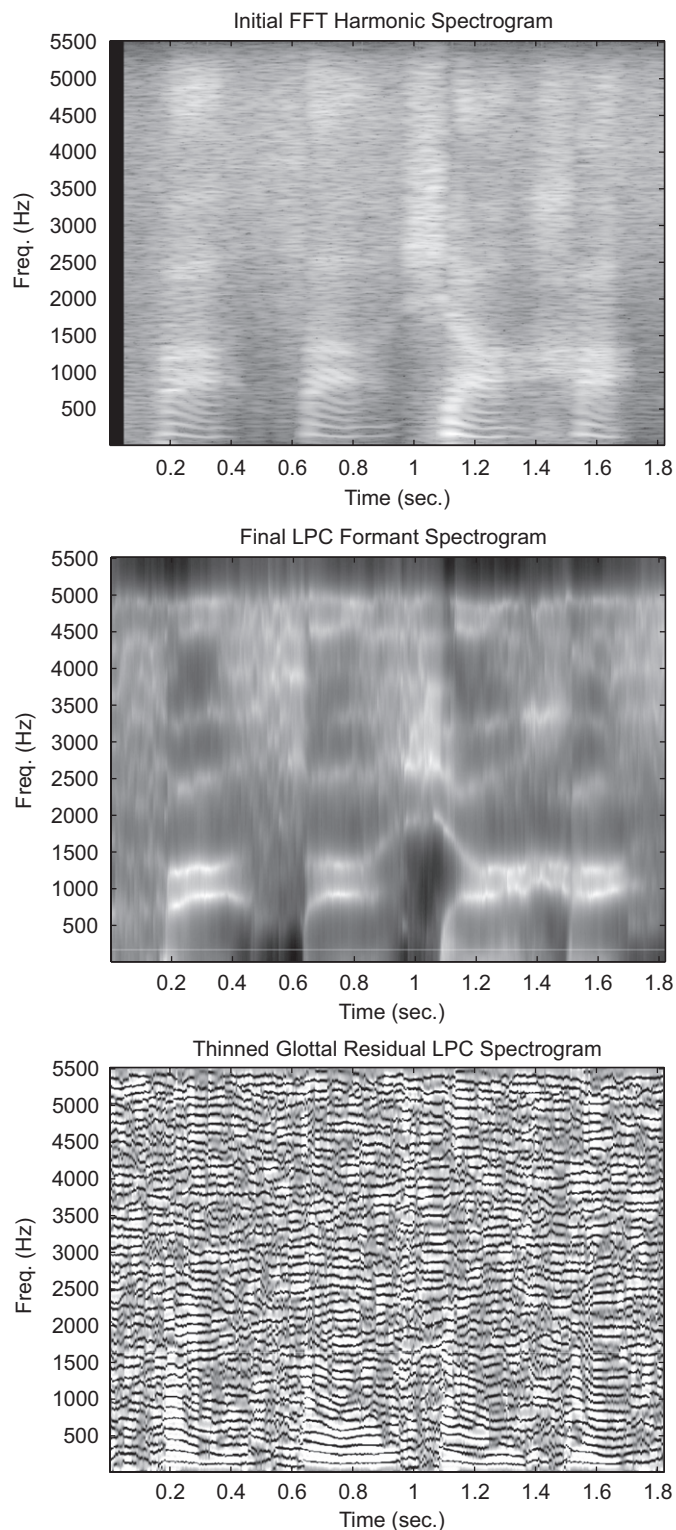 Initial FFT Harmonic Spectrogram
5500
5000
4500
4000
3500
3000
2500
2000
1500
1000
500
Freq. (Hz)
0.2 0.4 0.6 0.8 1 1.2 1.4 1.6 1.8
Time (sec.)
Final LPC Formant Spectrogram
5500
5000
4500
4000
3500
3000
2500
2000
1500
1000
500
Freq. (Hz)
0.2 0.4 0.6 0.8 1 1.2 1.4 1.6 1.8
Time (sec.)
Thinned Glottal Residual LPC Spectrogram
5500
5000
4500
4000
3500
3000
2500
2000
1500
1000
500
Freq. (Hz)
0.2 0.4 0.6 0.8 1 1.2 1.4 1.6 1.8
Time (sec.)